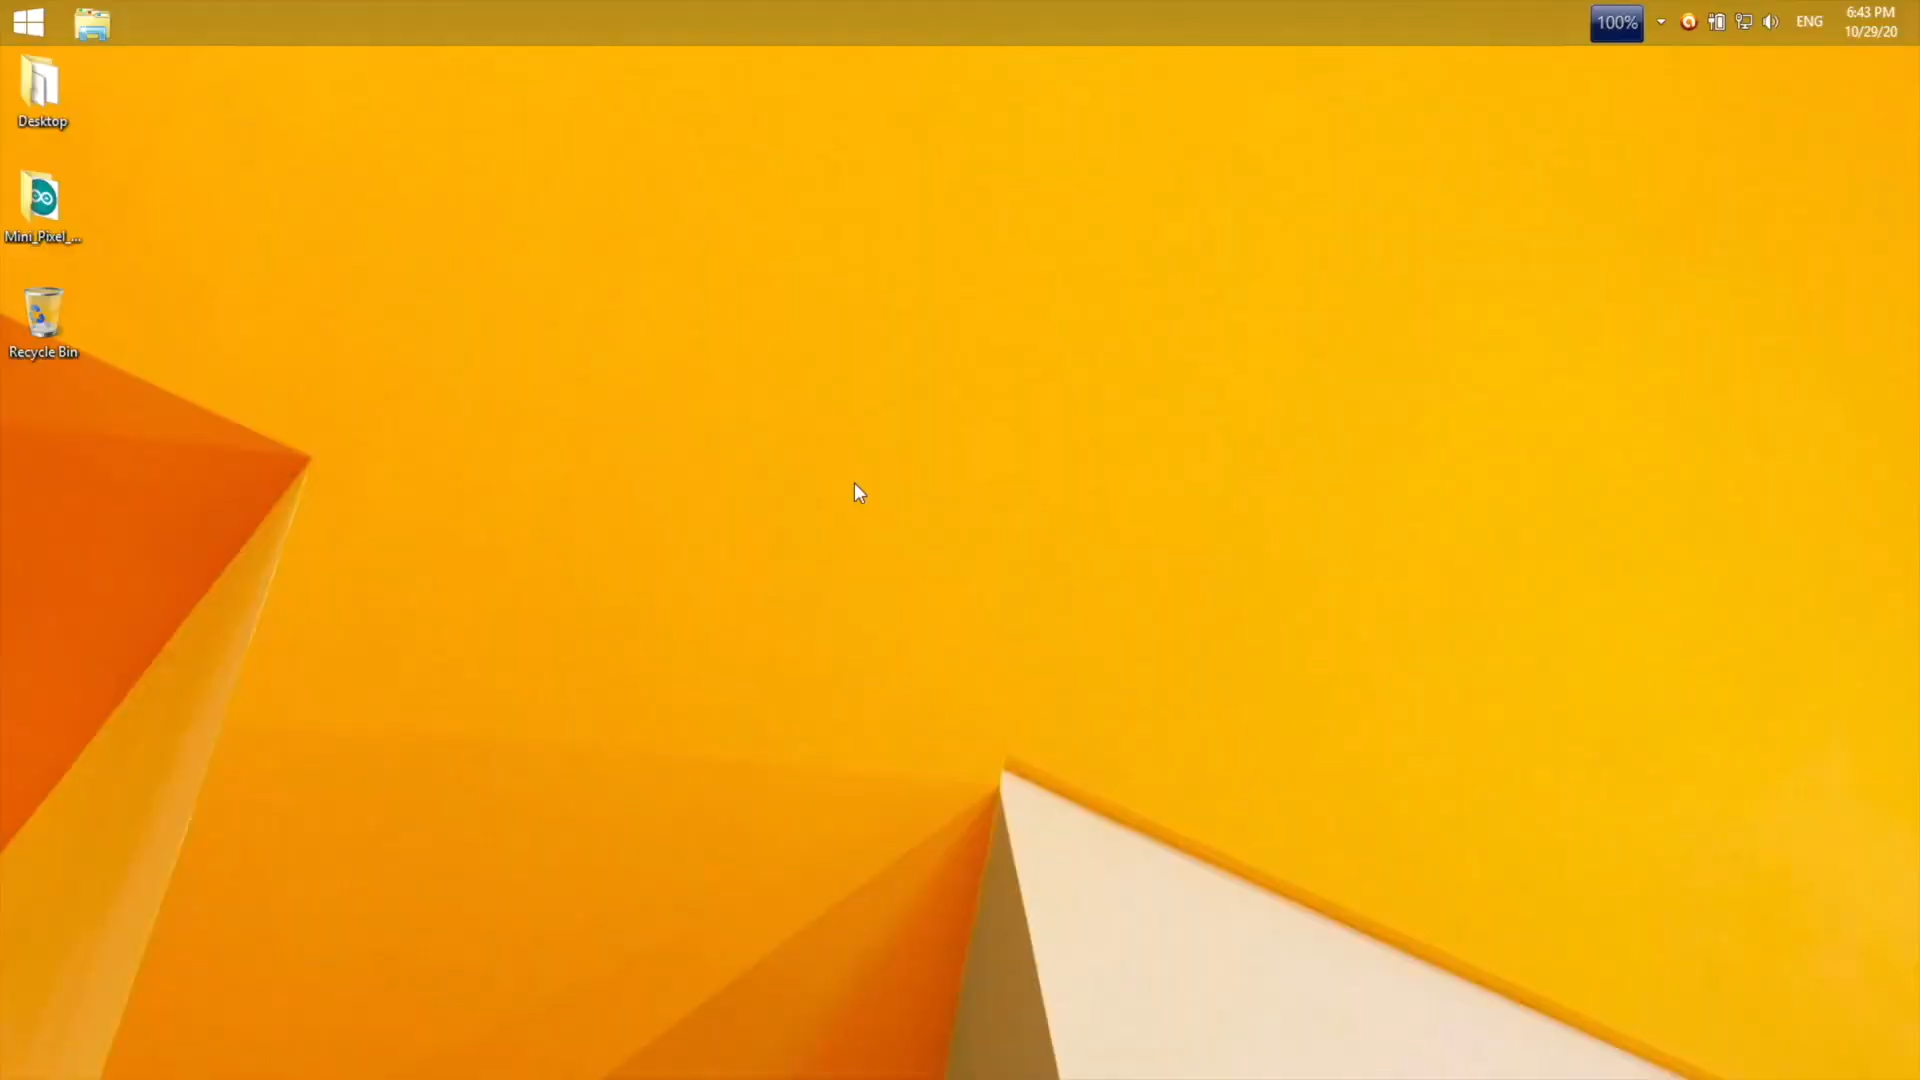 100%
ENG
6:43 PM
10/29/20
Desktop
Mini_Pixel_...
Recycle Bin